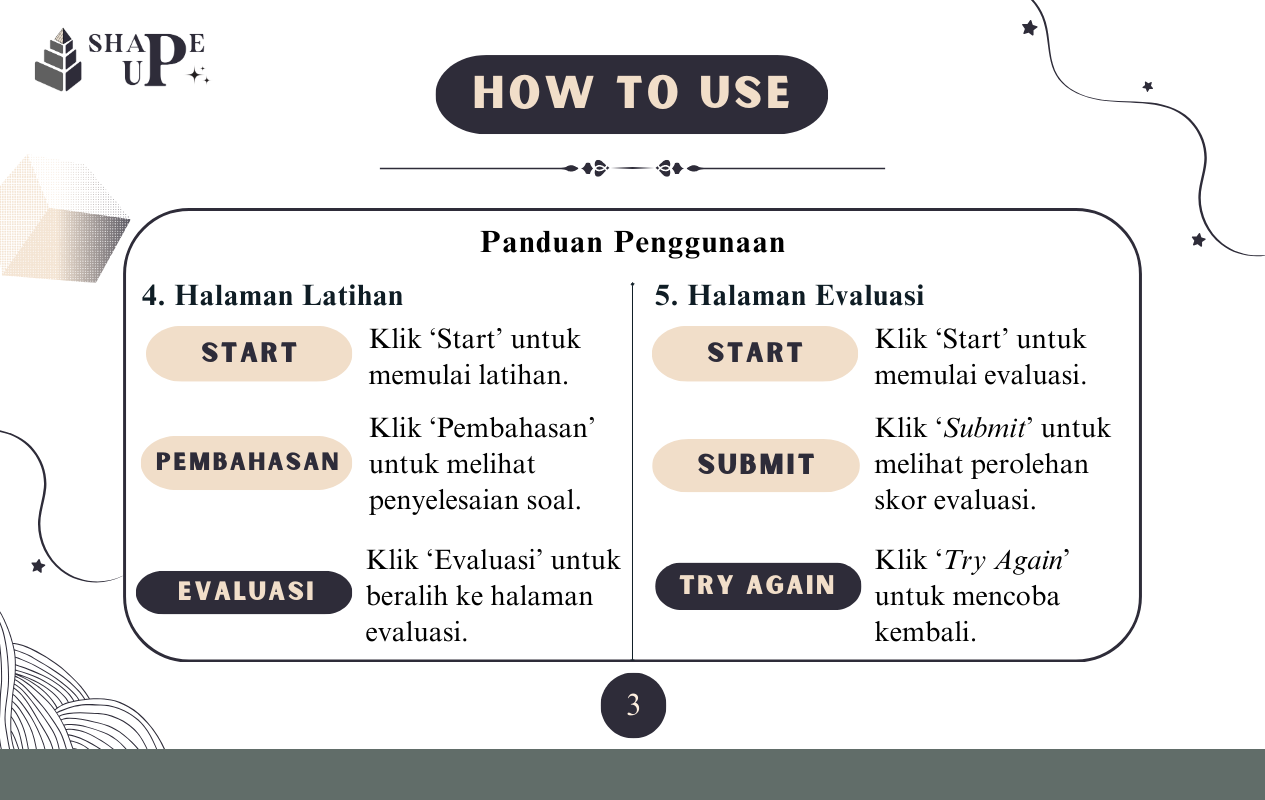 SHAPE
UP
HOW TO USE
Panduan Penggunaan
4. Halaman Latihan
START
Klik ‘Start’ untuk
memulai latihan.
PEMBAHASAN
Klik ‘Pembahasan’
untuk melihat
penyelesaian soal.
EVALUASI
Klik ‘Evaluasi’ untuk
beralih ke halaman
evaluasi.
5. Halaman Evaluasi
START
Klik ‘Start’ untuk
memulai evaluasi.
SUBMIT
Klik ‘Submit’ untuk
melihat perolehan
skor evaluasi.
TRY AGAIN
Klik ‘Try Again’
untuk mencoba
kembali.
3